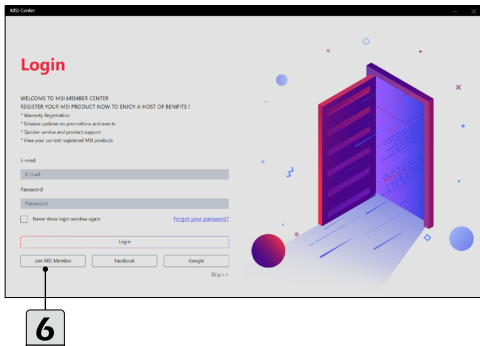 MSI Center
Login
WELCOME TO MSI MEMBER CENTER
REGISTER YOUR MSI PRODUCT NOW TO ENJOY A HOST OF BENIFITS !
* Warranty Registration
* Exlusive updates on promotions and events
* Quicker service and product support
* View your current registered MSI products
E-mail
E-mail
Password
Password
Never show login window again
Forgot your password?
Login
Join MSI Member
Facebook
Google
Skip>>
6